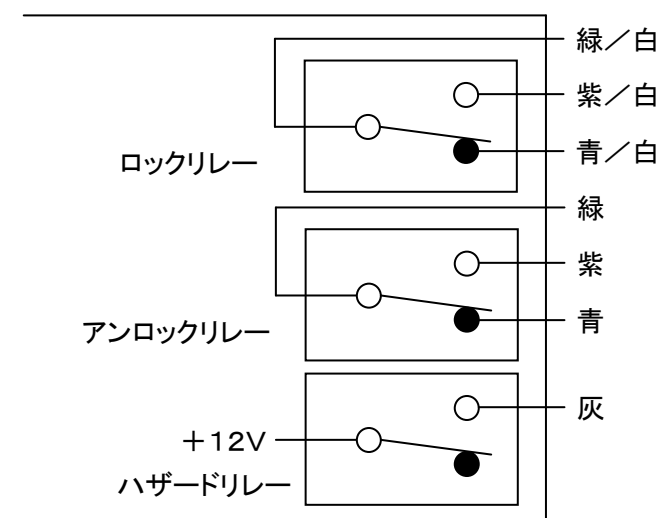 緑／白
紫／白
青／白
ロックリレー
緑
紫
青
アンロックリレー
灰
＋１２Ｖ
ハザードリレー